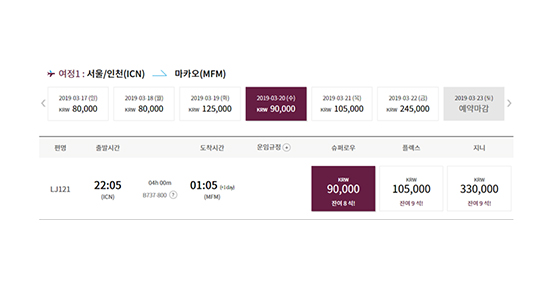 여정1 : 서울/인천(ICN) 마카오(MFM)
2019-03-17 (일) 2019-03-18 (월) 2019-03-19 (화) 2019-03-20 (수) 2019-03-21 (목) 2019-03-22 (금) 2019-03-23 (토)
KRW 80,000 KRW 80,000 KRW 125,000 KRW 90,000 KRW 105,000 KRW 245,000 예약마감
편명 출발시간 도착시간 운임규정 + 슈퍼로우 플렉스 지니
LJ121 22:05 (ICN) 04h 00m B737-800 ? 01:05 (+1day) (MFM)
KRW KRW KRW
90,000 105,000 330,000
잔여 8 석! 잔여 9 석! 잔여 9 석!